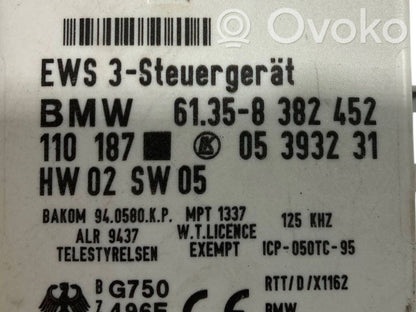 Ovoko
EWS 3-Steuergerät
BMW 61.35-8 382 452
110 187 05 3932 31
HW 02 SW 05
BAKOM 94.0580.K.P. MPT 1337 125 KHZ
ALR 9437 W.T.LICENCE
TELESTYRELSEN EXEMPT ICP-050TC-95
B G750 CE RTT/D/X1162
Z 496E BMW